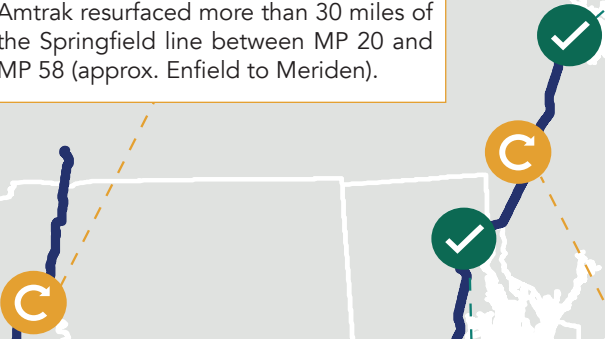 Amtrak resurfaced more than 30 miles of
the Springfield line between MP 20 and
MP 58 (approx. Enfield to Meriden).